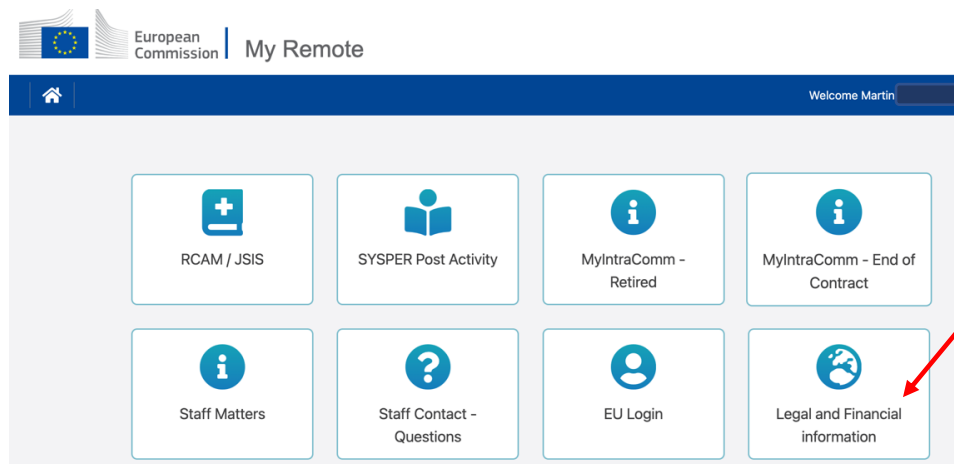 European
Commission
My Remote
Welcome Martin
RCAM / JSIS
SYSPER Post Activity
MyIntraComm -
Retired
MyIntraComm - End of
Contract
Staff Matters
Staff Contact -
Questions
EU Login
Legal and Financial
information